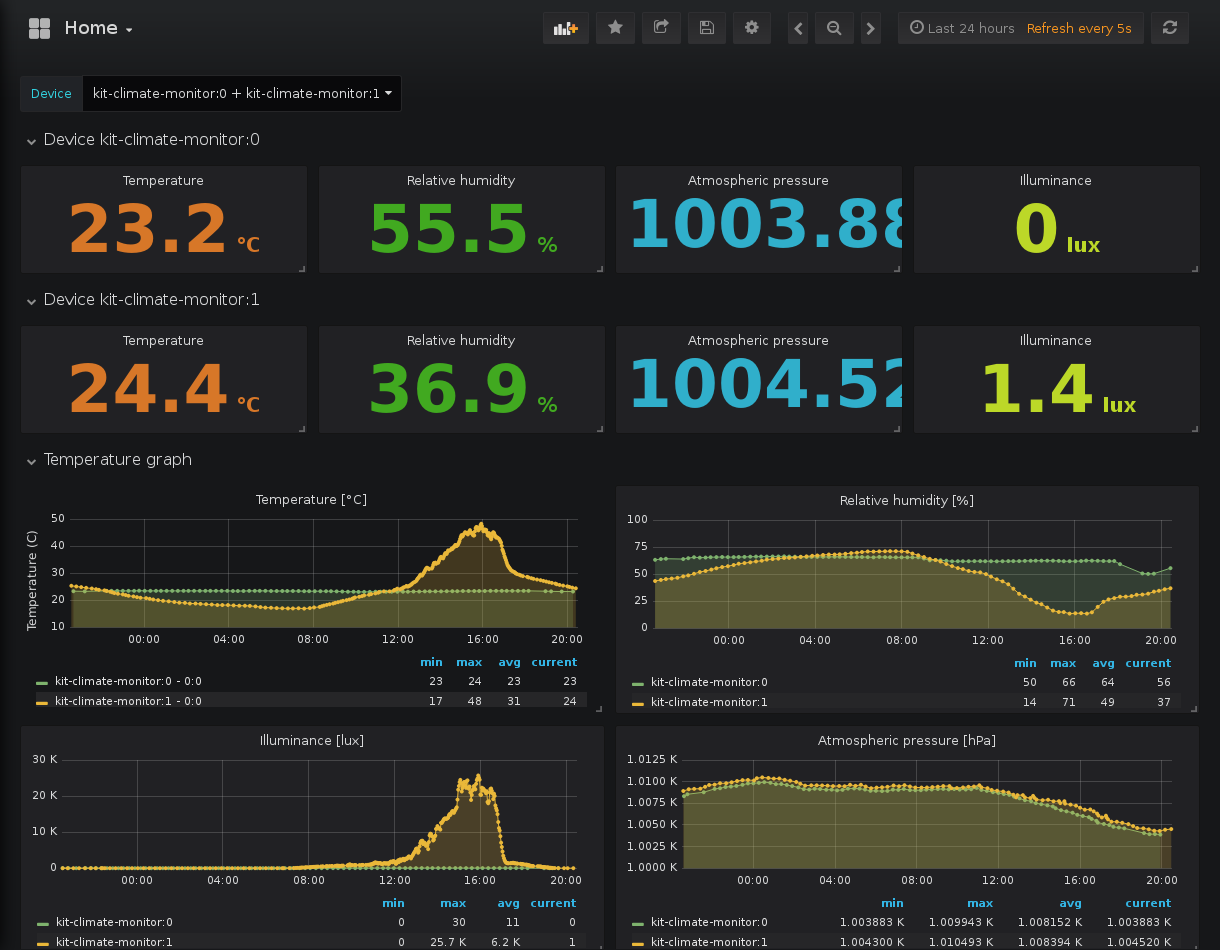 Home
Last 24 hours Refresh every 5s
Device kit-climate-monitor:0 + kit-climate-monitor:1
Device kit-climate-monitor:0
Temperature Relative humidity Atmospheric pressure Illuminance
23.2 °C 55.5 % 1003.88 0 lux
Device kit-climate-monitor:1
Temperature Relative humidity Atmospheric pressure Illuminance
24.4 °C 36.9 % 1004.52 1.4 lux
Temperature graph
Temperature [°C]
Temperature (C)
50
40
30
20
10
00:00 04:00 08:00 12:00 16:00 20:00
min max avg current
kit-climate-monitor:0 - 0:0 23 24 23 23
kit-climate-monitor:1 - 0:0 17 48 31 24
Relative humidity [%]
100
75
50
25
0
00:00 04:00 08:00 12:00 16:00 20:00
min max avg current
kit-climate-monitor:0 50 66 64 56
kit-climate-monitor:1 14 71 49 37
Illuminance [lux]
30 K
20 K
10 K
0
00:00 04:00 08:00 12:00 16:00 20:00
min max avg current
kit-climate-monitor:0 0 30 11 0
kit-climate-monitor:1 0 25.7 K 6.2 K 1
Atmospheric pressure [hPa]
1.0125 K
1.0100 K
1.0075 K
1.0050 K
1.0025 K
1.0000 K
00:00 04:00 08:00 12:00 16:00 20:00
min max avg current
kit-climate-monitor:0 1.003883 K 1.009943 K 1.008152 K 1.003883 K
kit-climate-monitor:1 1.004300 K 1.010493 K 1.008394 K 1.004520 K